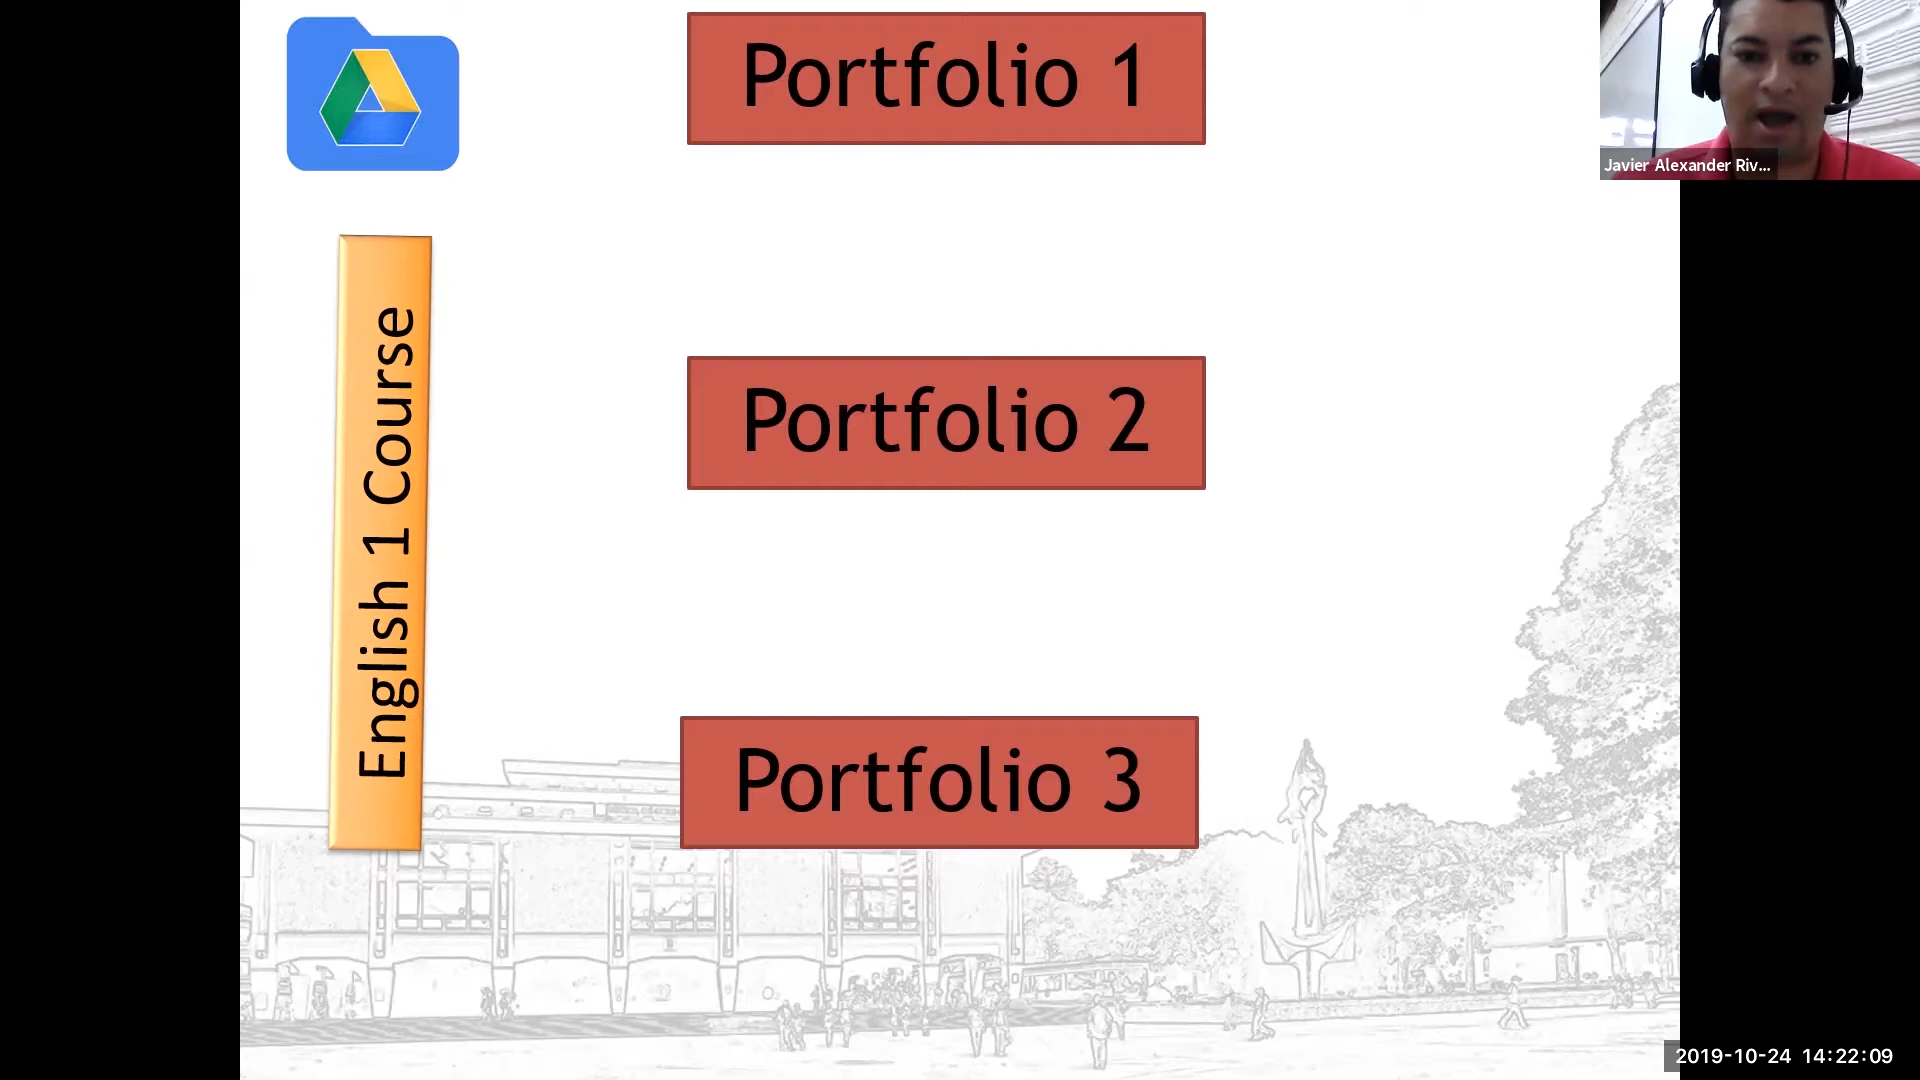 Portfolio 1
Javier Alexander Riv...
English 1 Course
Portfolio 2
Portfolio 3
2019-10-24 14:22:09